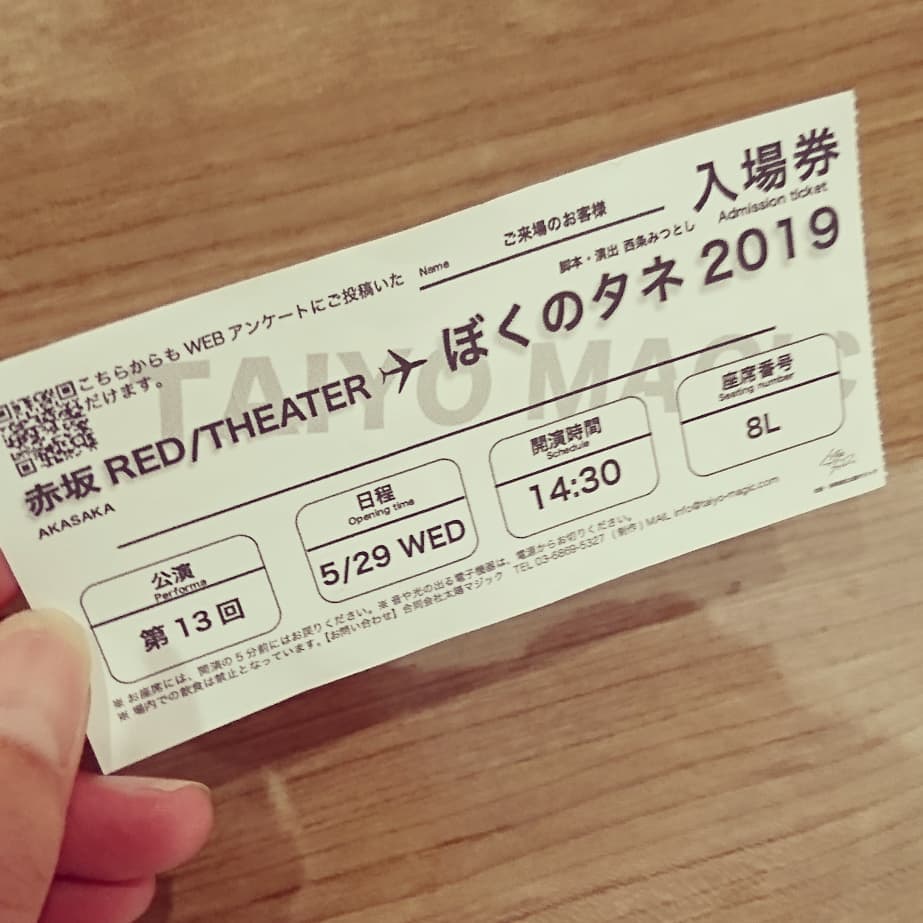 入場券
Admission ticket
ご来場のお客様
Name
脚本・演出 西条みつとし
こちらからも WEB アンケートにご投稿いた
だけます。
TAIYO MAGIC
赤坂 RED/THEATER ✈ ぼくのタネ 2019
AKASAKA
公演
Performa
第 13 回
日程
Opening time
5/29 WED
開演時間
Schedule
14:30
座席番号
Seating number
8L
※ お座席には、開演の 5 分前にはお戻りください。※ 音や光の出る電子機器は、電源からお切りください。
※ 場内での飲食は禁止となっています。【お問い合わせ】合同会社太陽マジック TEL 03-6869-5327 (制作) MAIL info@taiyo-magic.com